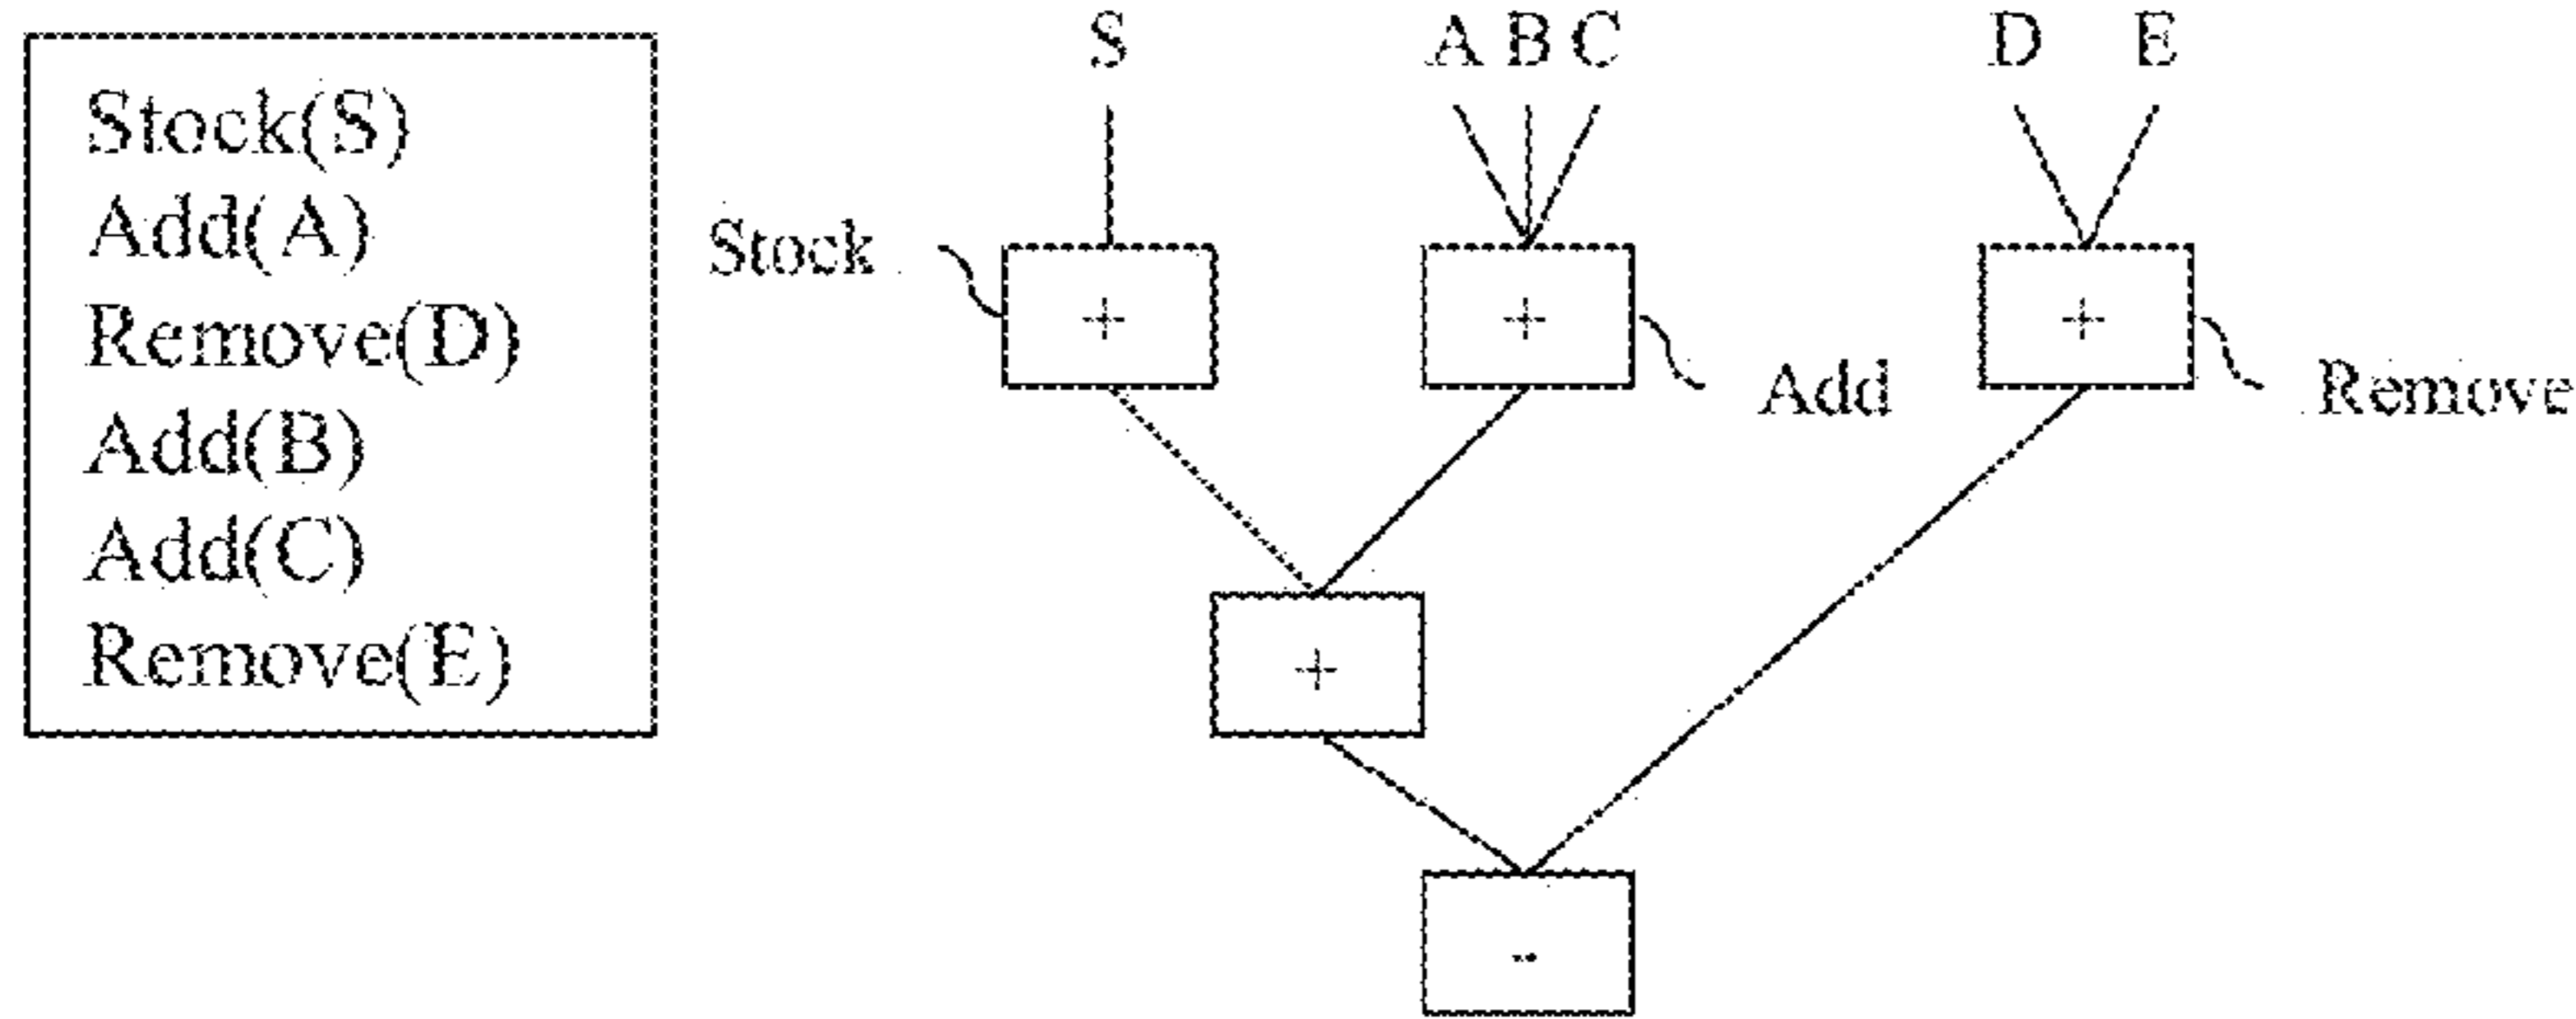 Stock(S)
Add(A)
Remove(D)
Add(B)
Add(C)
Remove(E)
S A B C D E
Stock + + Add + Remove
+
-